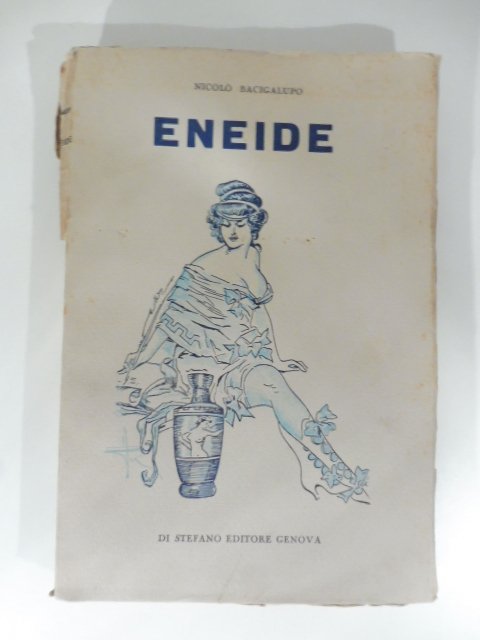 NICOLÒ BACIGALUPO
ENEIDE
DI STEFANO EDITORE GENOVA